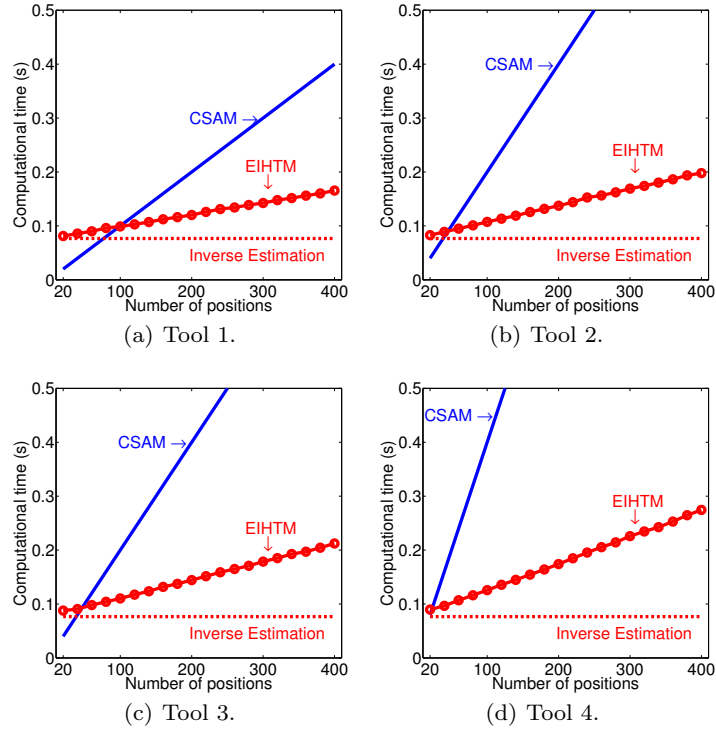 0.5
0.4
0.3
0.2
0.1
0
20
100
200
300
400
Computational time (s)
Number of positions
CSAM →
EIHTM
↓
Inverse Estimation
(a) Tool 1.
0.5
0.4
0.3
0.2
0.1
0
20
100
200
300
400
Computational time (s)
Number of positions
CSAM →
EIHTM
↓
Inverse Estimation
(b) Tool 2.
0.5
0.4
0.3
0.2
0.1
0
20
100
200
300
400
Computational time (s)
Number of positions
CSAM →
EIHTM
↓
Inverse Estimation
(c) Tool 3.
0.5
0.4
0.3
0.2
0.1
0
20
100
200
300
400
Computational time (s)
Number of positions
CSAM →
EIHTM
↓
Inverse Estimation
(d) Tool 4.